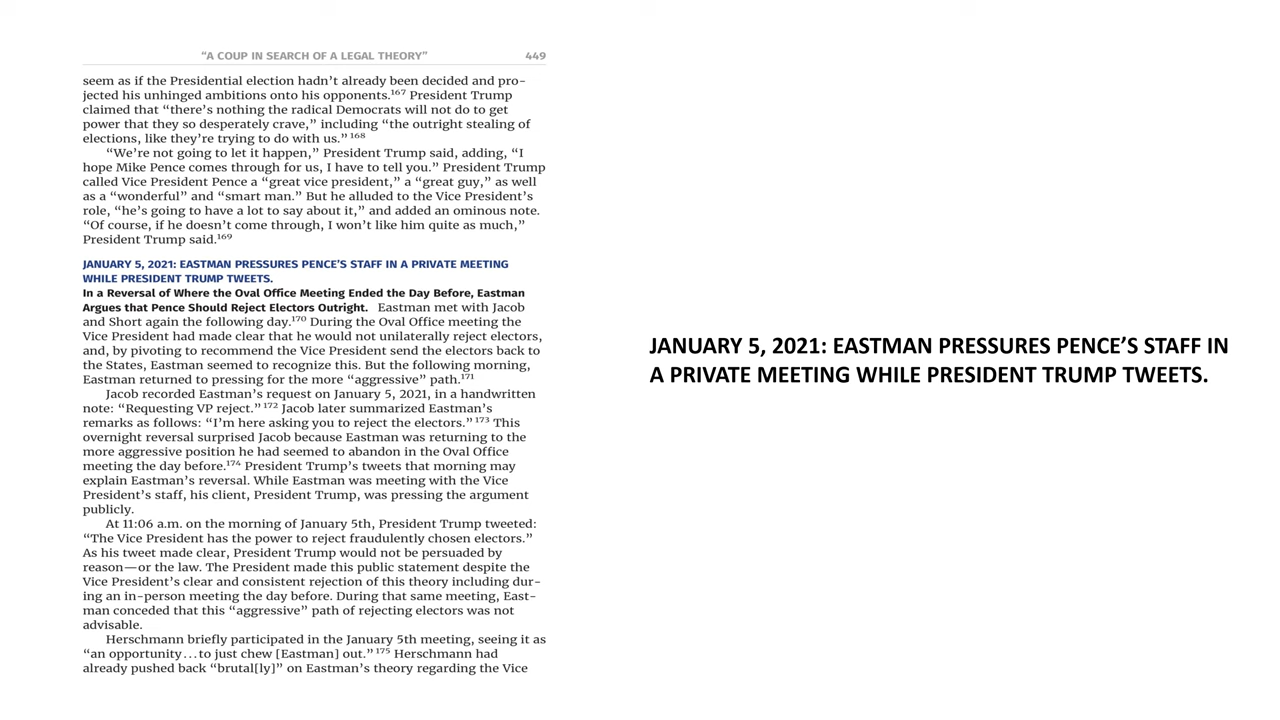 “A COUP IN SEARCH OF A LEGAL THEORY” 449
seem as if the Presidential election hadn’t already been decided and pro-
jected his unhinged ambitions onto his opponents.167 President Trump
claimed that “there’s nothing the radical Democrats will not do to get
power that they so desperately crave,” including “the outright stealing of
elections, like they’re trying to do with us.” 168
“We’re not going to let it happen,” President Trump said, adding, “I
hope Mike Pence comes through for us, I have to tell you.” President Trump
called Vice President Pence a “great vice president,” a “great guy,” as well
as a “wonderful” and “smart man.” But he alluded to the Vice President’s
role, “he’s going to have a lot to say about it,” and added an ominous note.
“Of course, if he doesn’t come through, I won’t like him quite as much,”
President Trump said.169
JANUARY 5, 2021: EASTMAN PRESSURES PENCE’S STAFF IN A PRIVATE MEETING
WHILE PRESIDENT TRUMP TWEETS.
In a Reversal of Where the Oval Office Meeting Ended the Day Before, Eastman
Argues that Pence Should Reject Electors Outright. Eastman met with Jacob
and Short again the following day.170 During the Oval Office meeting the
Vice President had made clear that he would not unilaterally reject electors,
and, by pivoting to recommend the Vice President send the electors back to
the States, Eastman seemed to recognize this. But the following morning,
Eastman returned to pressing for the more “aggressive” path.171
Jacob recorded Eastman’s request on January 5, 2021, in a handwritten
note: “Requesting VP reject.” 172 Jacob later summarized Eastman’s
remarks as follows: “I’m here asking you to reject the electors.” 173 This
overnight reversal surprised Jacob because Eastman was returning to the
more aggressive position he had seemed to abandon in the Oval Office
meeting the day before.174 President Trump’s tweets that morning may
explain Eastman’s reversal. While Eastman was meeting with the Vice
President’s staff, his client, President Trump, was pressing the argument
publicly.
At 11:06 a.m. on the morning of January 5th, President Trump tweeted:
“The Vice President has the power to reject fraudulently chosen electors.”
As his tweet made clear, President Trump would not be persuaded by
reason—or the law. The President made this public statement despite the
Vice President’s clear and consistent rejection of this theory including dur-
ing an in-person meeting the day before. During that same meeting, East-
man conceded that this “aggressive” path of rejecting electors was not
advisable.
Herschmann briefly participated in the January 5th meeting, seeing it as
“an opportunity...to just chew [Eastman] out.” 175 Herschmann had
already pushed back “brutal[ly]” on Eastman’s theory regarding the Vice
JANUARY 5, 2021: EASTMAN PRESSURES PENCE’S STAFF IN
A PRIVATE MEETING WHILE PRESIDENT TRUMP TWEETS.